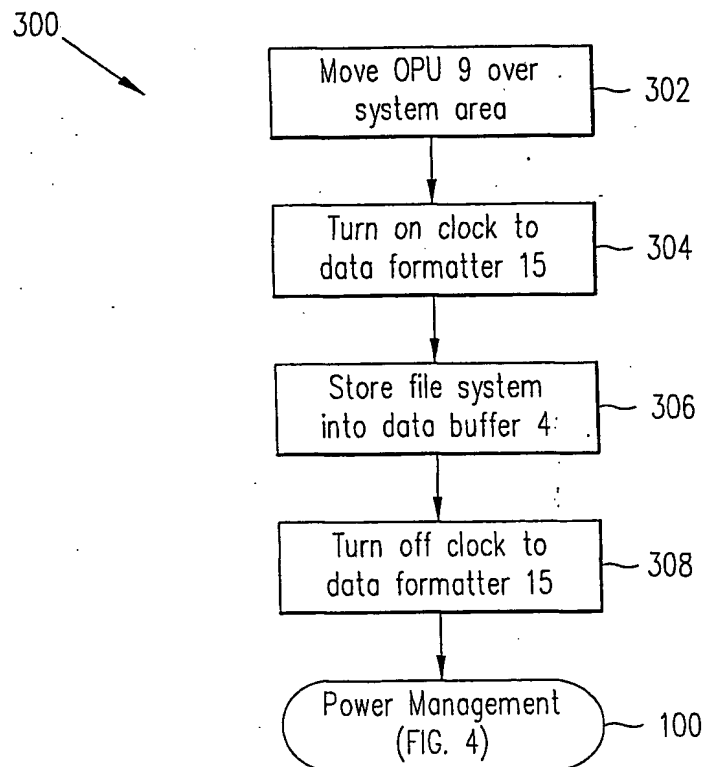 300
Move OPU 9 over
system area
302
Turn on clock to
data formatter 15
304
Store file system
into data buffer 4
306
Turn off clock to
data formatter 15
308
Power Management
(FIG. 4)
100